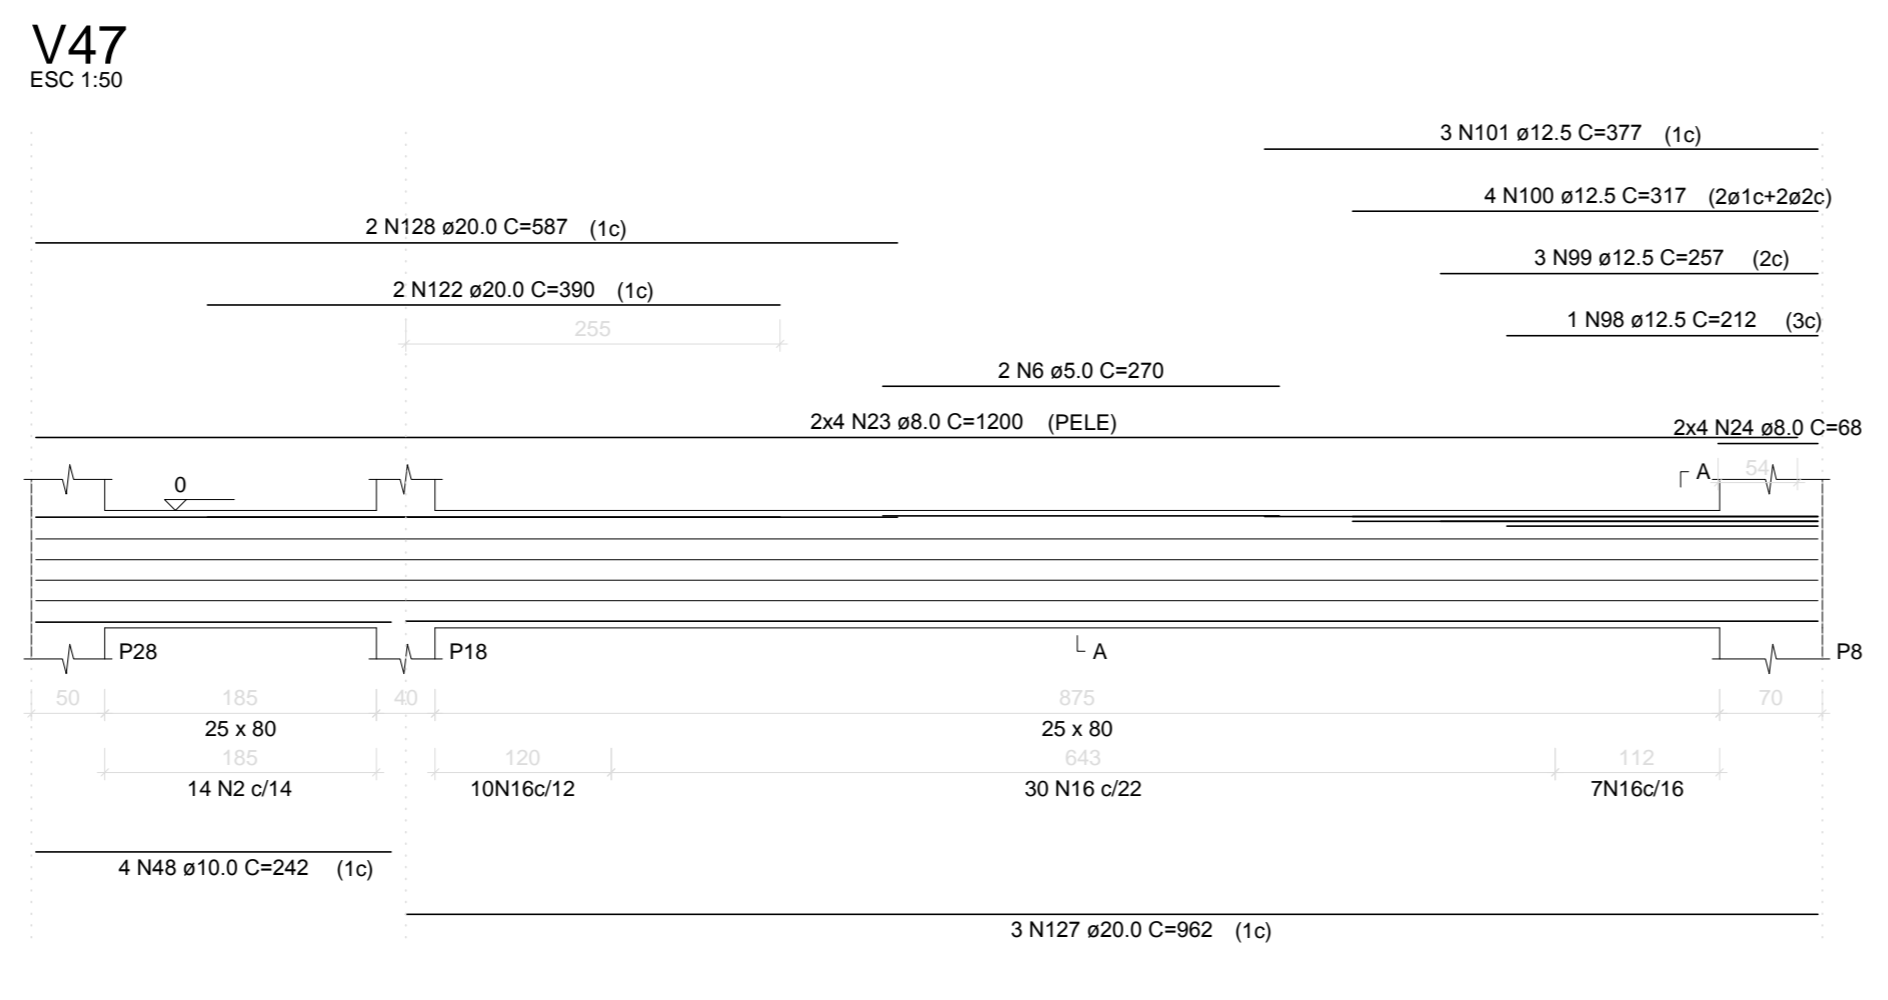 V47
ESC 1:50
3 N101 ø12.5 C=377 (1c)
4 N100 ø12.5 C=317 (2ø1c+2ø2c)
2 N128 ø20.0 C=587 (1c)
3 N99 ø12.5 C=257 (2c)
2 N122 ø20.0 C=390 (1c)
1 N98 ø12.5 C=212 (3c)
255
2 N6 ø5.0 C=270
2x4 N23 ø8.0 C=1200 (PELE)
2x4 N24 ø8.0 C=68
0
A
54
P28
P18
A
P8
50 185 40 875 70
25 x 80 25 x 80
185 120 643 112
14 N2 c/14 10N16c/12 30 N16 c/22 7N16c/16
4 N48 ø10.0 C=242 (1c)
3 N127 ø20.0 C=962 (1c)